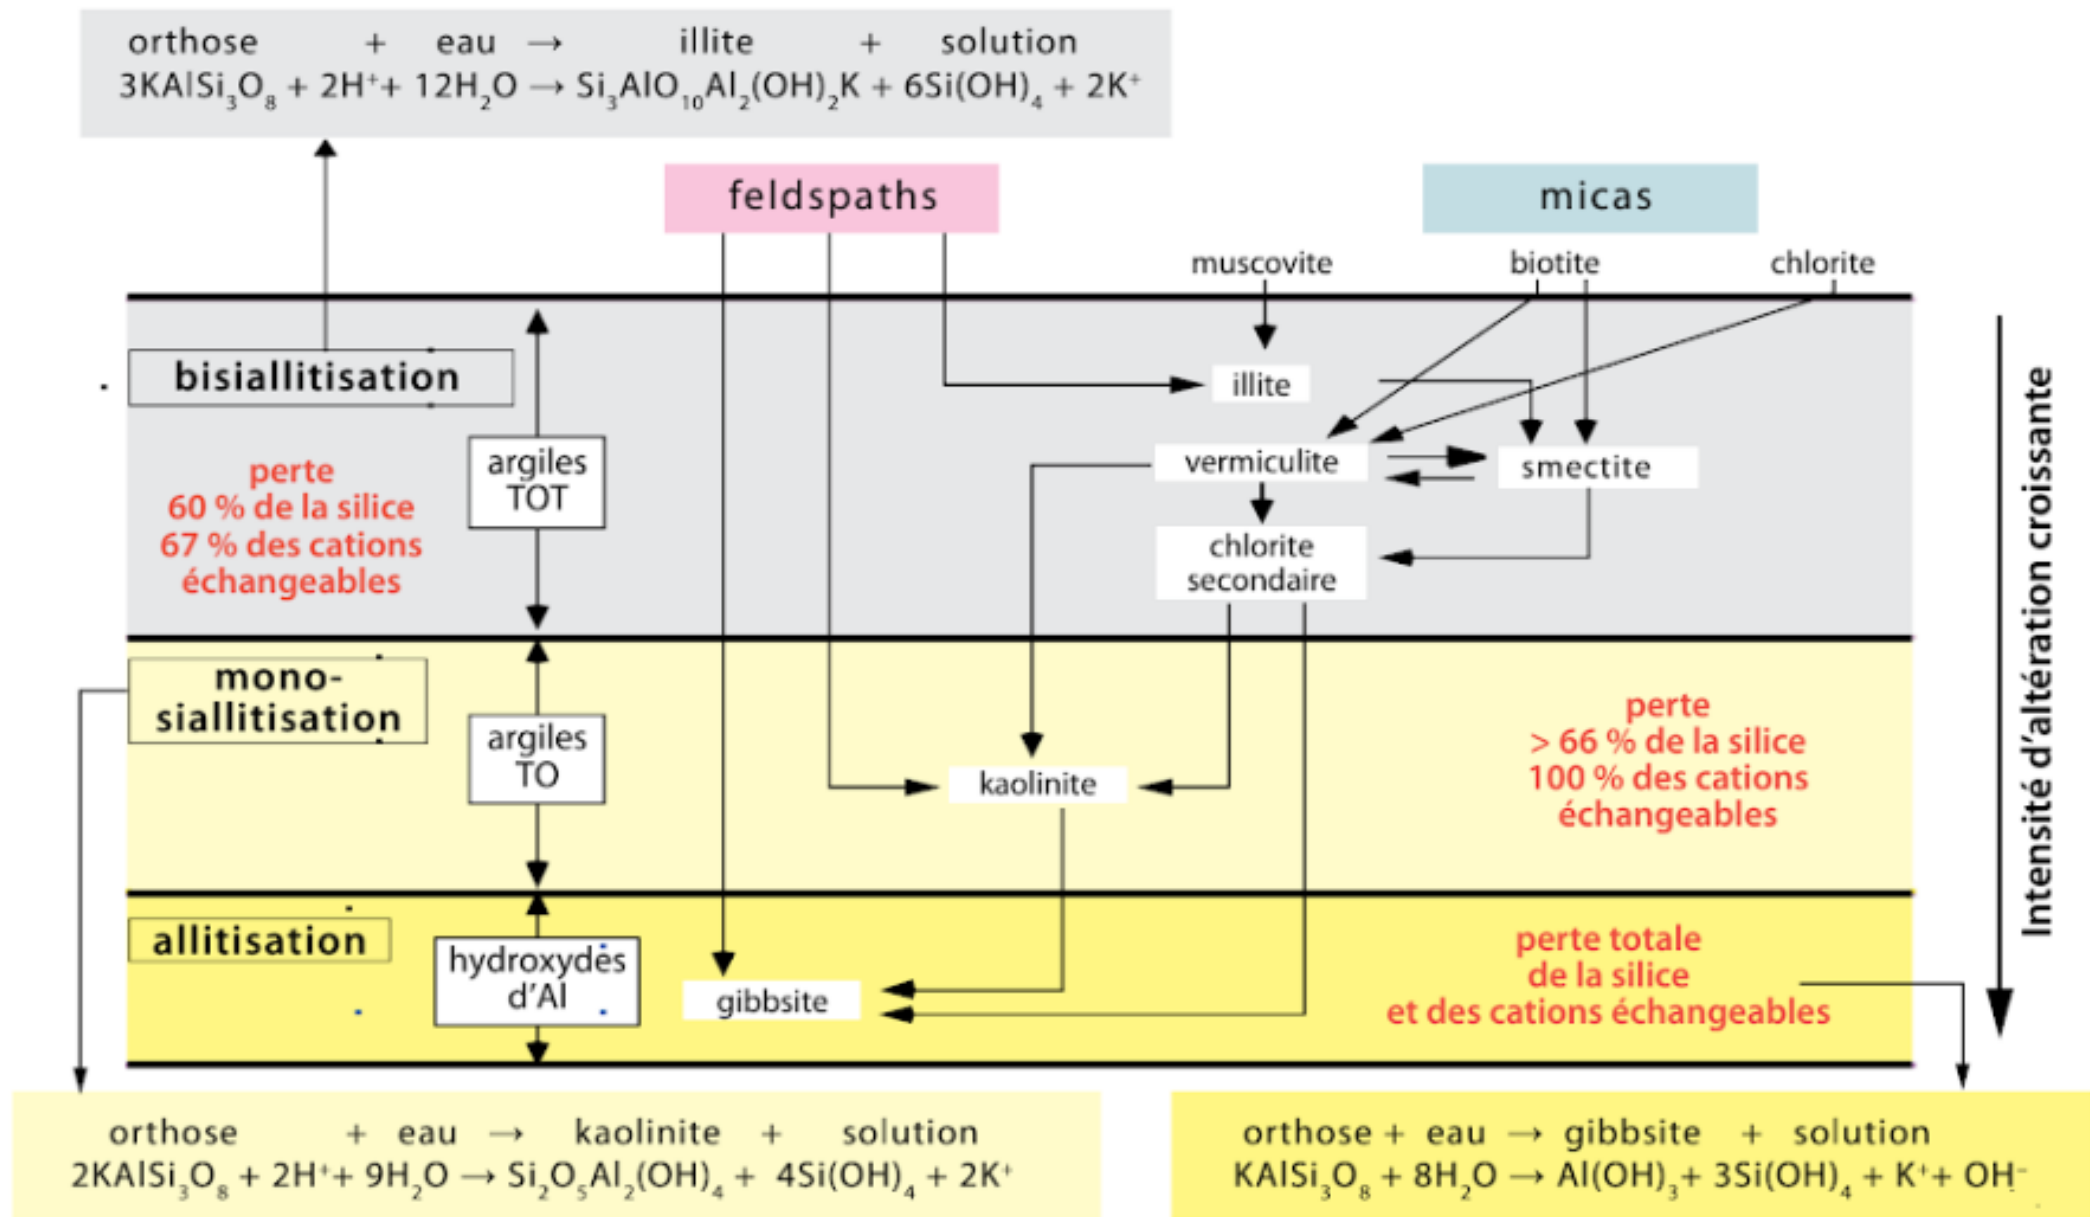 orthose + eau → illite + solution
3KAlSi₃O₈ + 2H⁺+ 12H₂O → Si₃AlO₁₀Al₂(OH)₂K + 6Si(OH)₄ + 2K⁺
feldspaths
micas
muscovite
biotite
chlorite
bisiallitisation
perte
60 % de la silice
67 % des cations
échangeables
argiles
TOT
illite
vermiculite
smectite
chlorite
secondaire
mono-
siallitisation
argiles
TO
kaolinite
perte
> 66 % de la silice
100 % des cations
échangeables
allitisation
hydroxydes
d'Al
gibbsite
perte totale
de la silice
et des cations échangeables
Intensité d'altération croissante
orthose + eau → kaolinite + solution
2KAlSi₃O₈ + 2H⁺+ 9H₂O → Si₂O₅Al₂(OH)₄ + 4Si(OH)₄ + 2K⁺
orthose + eau → gibbsite + solution
KAlSi₃O₈ + 8H₂O → Al(OH)₃+ 3Si(OH)₄ + K⁺+ OH⁻